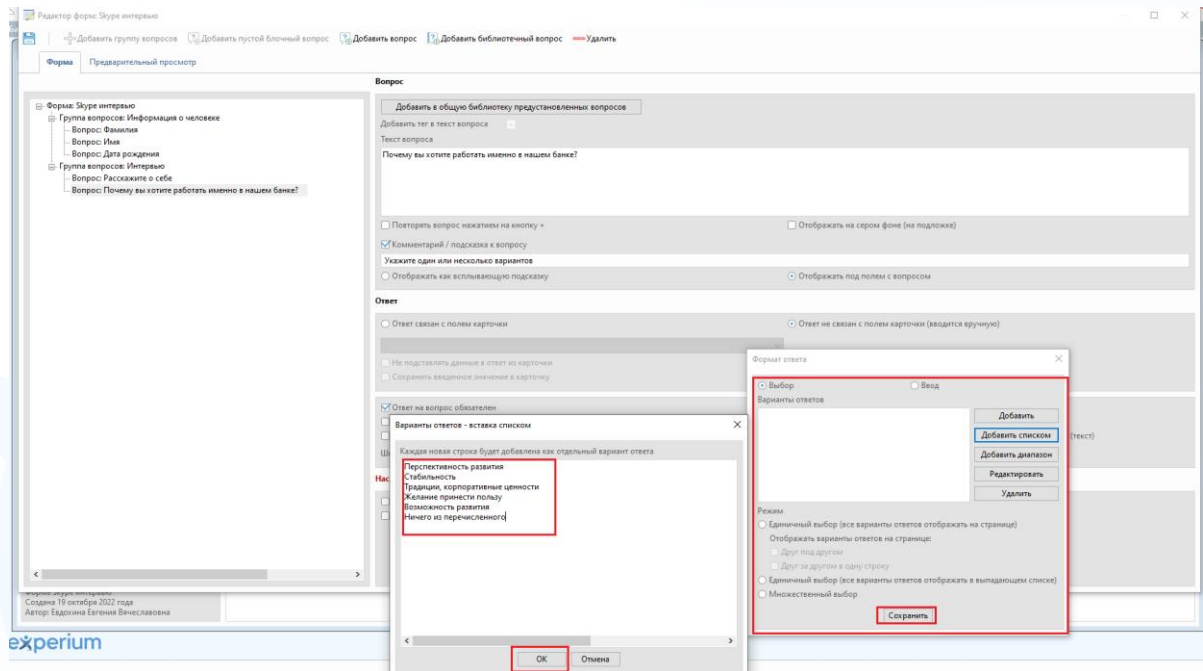 Редактор форм: Skype интервью
Добавить группу вопросов Добавить пустой блочный вопрос Добавить вопрос Добавить библиотечный вопрос Удалить
Форма Предварительный просмотр
Форма: Skype интервью
Группа вопросов: Информация о человеке
Вопрос: Фамилия
Вопрос: Имя
Вопрос: Дата рождения
Группа вопросов: Интервью
Вопрос: Расскажите о себе
Вопрос: Почему вы хотите работать именно в нашем банке?
Вопрос
Добавить в общую библиотеку предустановленных вопросов
Добавить тег в текст вопроса
Текст вопроса
Почему вы хотите работать именно в нашем банке?
Повторять вопрос нажатием на кнопку + Отображать на сером фоне (на подложке)
Комментарий / подсказка к вопросу
Укажите один или несколько вариантов
Отображать как всплывающую подсказку Отображать под полем с вопросом
Ответ
Ответ связан с полем карточки Ответ не связан с полем карточки (вводится вручную)
Не подставлять данные в ответ из карточки
Сохранить введенное значение в карточку
Ответ на вопрос обязателен
(текст)
Варианты ответов - вставка списком
Каждая новая строка будет добавлена как отдельный вариант ответа
Перспективность развития
Стабильность
Традиции, корпоративные ценности
Желание принести пользу
Возможность развития
Ничего из перечисленного
OK Отмена
Формат ответа
Выбор Ввод
Варианты ответов
Добавить
Добавить списком
Добавить диапазон
Редактировать
Удалить
Режим
Единичный выбор (все варианты ответов отображать на странице)
Отображать варианты ответов на странице:
Друг под другом
Друг за другом в одну строку
Единичный выбор (все варианты ответов отображать в выпадающем списке)
Множественный выбор
Сохранить
Создана 19 октября 2022 года
Автор: Евдохина Евгения Вячеславовна
experium